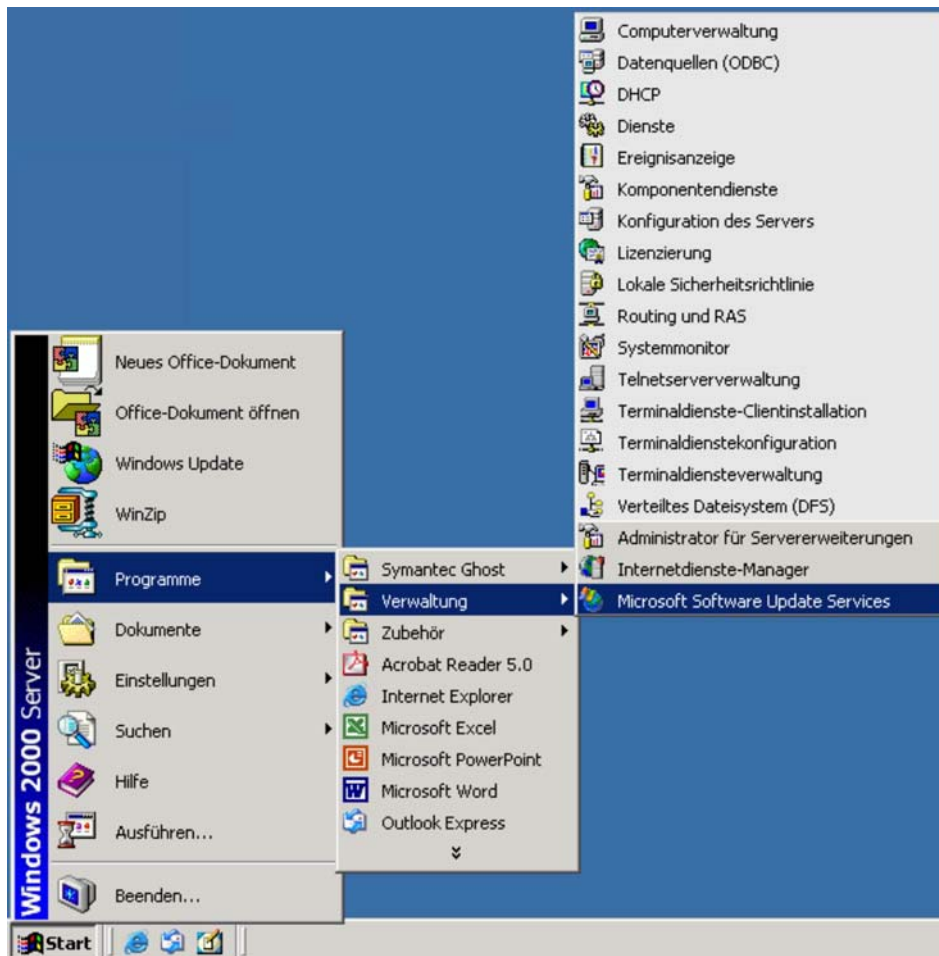 Computerverwaltung
Datenquellen (ODBC)
DHCP
Dienste
Ereignisanzeige
Komponentendienste
Konfiguration des Servers
Lizenzierung
Lokale Sicherheitsrichtlinie
Routing und RAS
Systemmonitor
Telnetserververwaltung
Terminaldienste-Clientinstallation
Terminaldienstekonfiguration
Terminaldiensteverwaltung
Verteiltes Dateisystem (DFS)
Administrator für Servererweiterungen
Internetdienste-Manager
Microsoft Software Update Services
Symantec Ghost
Verwaltung
Zubehör
Acrobat Reader 5.0
Internet Explorer
Microsoft Excel
Microsoft PowerPoint
Microsoft Word
Outlook Express
Neues Office-Dokument
Office-Dokument öffnen
Windows Update
WinZip
Programme
Dokumente
Einstellungen
Suchen
Hilfe
Ausführen...
Beenden...
Windows 2000 Server
Start